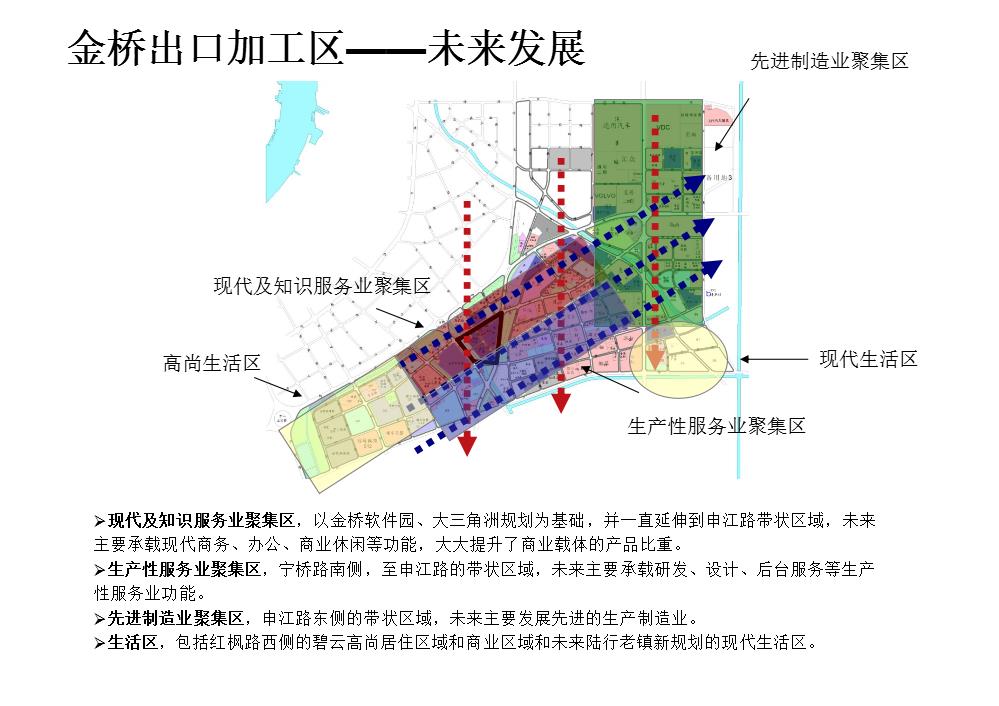 金桥出口加工区——未来发展
先进制造业聚集区
通用汽车
VDC
汇众
VOLVO
备用地3
现代及知识服务业聚集区
高尚生活区
现代生活区
生产性服务业聚集区
➢现代及知识服务业聚集区，以金桥软件园、大三角洲规划为基础，并一直延伸到申江路带状区域，未来
主要承载现代商务、办公、商业休闲等功能，大大提升了商业载体的产品比重。
➢生产性服务业聚集区，宁桥路南侧，至申江路的带状区域，未来主要承载研发、设计、后台服务等生产
性服务业功能。
➢先进制造业聚集区，申江路东侧的带状区域，未来主要发展先进的生产制造业。
➢生活区，包括红枫路西侧的碧云高尚居住区域和商业区域和未来陆行老镇新规划的现代生活区。